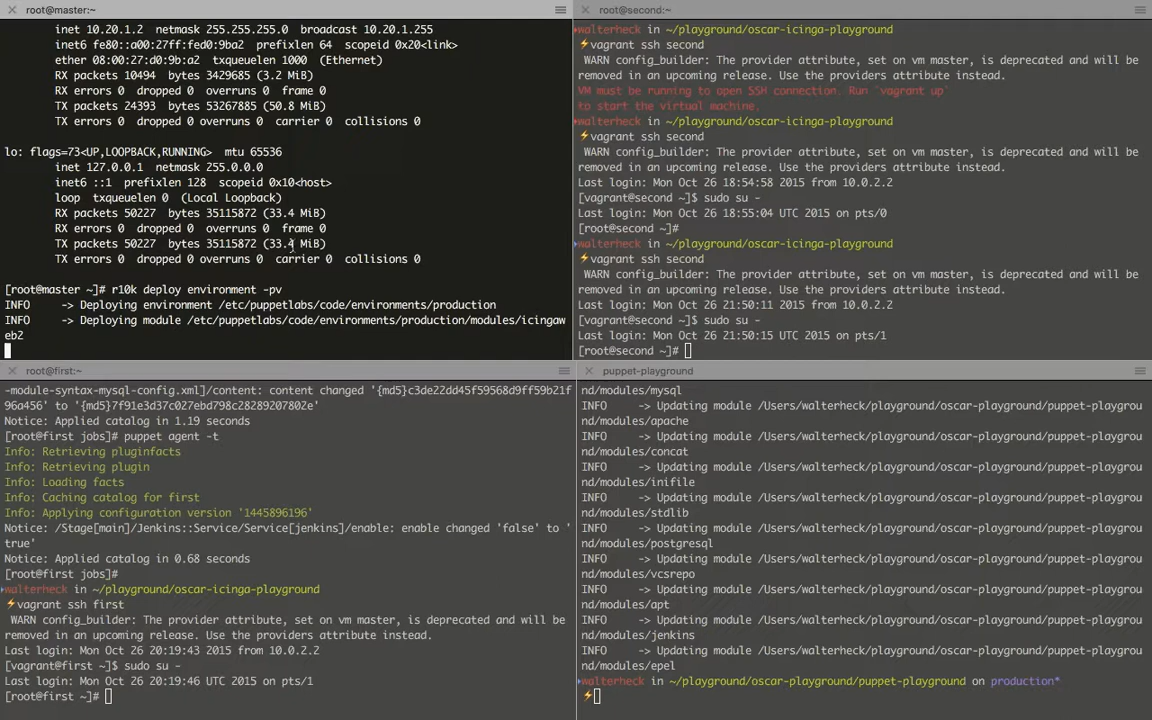 root@master:~
inet 10.20.1.2  netmask 255.255.255.0  broadcast 10.20.1.255
inet6 fe80::a00:27ff:fed0:9ba2  prefixlen 64  scopeid 0x20<link>
ether 08:00:27:d0:9b:a2  txqueuelen 1000  (Ethernet)
RX packets 10494  bytes 3429685 (3.2 MiB)
RX errors 0  dropped 0  overruns 0  frame 0
TX packets 24393  bytes 53267885 (50.8 MiB)
TX errors 0  dropped 0 overruns 0  carrier 0  collisions 0
lo: flags=73<UP,LOOPBACK,RUNNING>  mtu 65536
inet 127.0.0.1  netmask 255.0.0.0
inet6 ::1  prefixlen 128  scopeid 0x10<host>
loop  txqueuelen 0  (Local Loopback)
RX packets 50227  bytes 35115872 (33.4 MiB)
RX errors 0  dropped 0  overruns 0  frame 0
TX packets 50227  bytes 35115872 (33.4 MiB)
TX errors 0  dropped 0 overruns 0  carrier 0  collisions 0
[root@master ~]# r10k deploy environment -pv
INFO     -> Deploying environment /etc/puppetlabs/code/environments/production
INFO     -> Deploying module /etc/puppetlabs/code/environments/production/modules/icingaw
eb2
root@second:~
walterheck in ~/playground/oscar-icinga-playground
⚡vagrant ssh second
WARN config_builder: The provider attribute, set on vm master, is deprecated and will be
removed in an upcoming release. Use the providers attribute instead.
VM must be running to open SSH connection. Run `vagrant up`
to start the virtual machine.
walterheck in ~/playground/oscar-icinga-playground
⚡vagrant ssh second
WARN config_builder: The provider attribute, set on vm master, is deprecated and will be
removed in an upcoming release. Use the providers attribute instead.
Last login: Mon Oct 26 18:54:58 2015 from 10.0.2.2
[vagrant@second ~]$ sudo su -
Last login: Mon Oct 26 18:55:04 UTC 2015 on pts/0
[root@second ~]#
walterheck in ~/playground/oscar-icinga-playground
⚡vagrant ssh second
WARN config_builder: The provider attribute, set on vm master, is deprecated and will be
removed in an upcoming release. Use the providers attribute instead.
Last login: Mon Oct 26 21:50:11 2015 from 10.0.2.2
[vagrant@second ~]$ sudo su -
Last login: Mon Oct 26 21:50:15 UTC 2015 on pts/1
[root@second ~]#
root@first:~
-module-syntax-mysql-config.xml]/content: content changed '{md5}c3de22dd45f59568d9ff59b21f
96a456' to '{md5}7f91e3d37c027ebd798c28289207802e'
Notice: Applied catalog in 1.19 seconds
[root@first jobs]# puppet agent -t
Info: Retrieving pluginfacts
Info: Retrieving plugin
Info: Loading facts
Info: Caching catalog for first
Info: Applying configuration version '1445896196'
Notice: /Stage[main]/Jenkins::Service/Service[jenkins]/enable: enable changed 'false' to '
true'
Notice: Applied catalog in 0.68 seconds
[root@first jobs]#
walterheck in ~/playground/oscar-icinga-playground
⚡vagrant ssh first
WARN config_builder: The provider attribute, set on vm master, is deprecated and will be
removed in an upcoming release. Use the providers attribute instead.
Last login: Mon Oct 26 20:19:43 2015 from 10.0.2.2
[vagrant@first ~]$ sudo su -
Last login: Mon Oct 26 20:19:46 UTC 2015 on pts/1
[root@first ~]#
puppet-playground
nd/modules/mysql
INFO     -> Updating module /Users/walterheck/playground/oscar-playground/puppet-playgrou
nd/modules/apache
INFO     -> Updating module /Users/walterheck/playground/oscar-playground/puppet-playgrou
nd/modules/concat
INFO     -> Updating module /Users/walterheck/playground/oscar-playground/puppet-playgrou
nd/modules/inifile
INFO     -> Updating module /Users/walterheck/playground/oscar-playground/puppet-playgrou
nd/modules/stdlib
INFO     -> Updating module /Users/walterheck/playground/oscar-playground/puppet-playgrou
nd/modules/postgresql
INFO     -> Updating module /Users/walterheck/playground/oscar-playground/puppet-playgrou
nd/modules/vcsrepo
INFO     -> Updating module /Users/walterheck/playground/oscar-playground/puppet-playgrou
nd/modules/apt
INFO     -> Updating module /Users/walterheck/playground/oscar-playground/puppet-playgrou
nd/modules/jenkins
INFO     -> Updating module /Users/walterheck/playground/oscar-playground/puppet-playgrou
nd/modules/epel
walterheck in ~/playground/oscar-playground/puppet-playground on production*
⚡